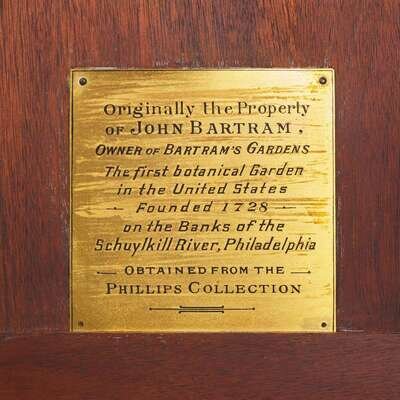 Originally the Property
OF JOHN BARTRAM,
OWNER OF BARTRAM'S GARDENS
The first botanical Garden
in the United States
Founded 1728
on the Banks of the
Schuylkill River, Philadelphia
OBTAINED FROM THE
PHILLIPS COLLECTION